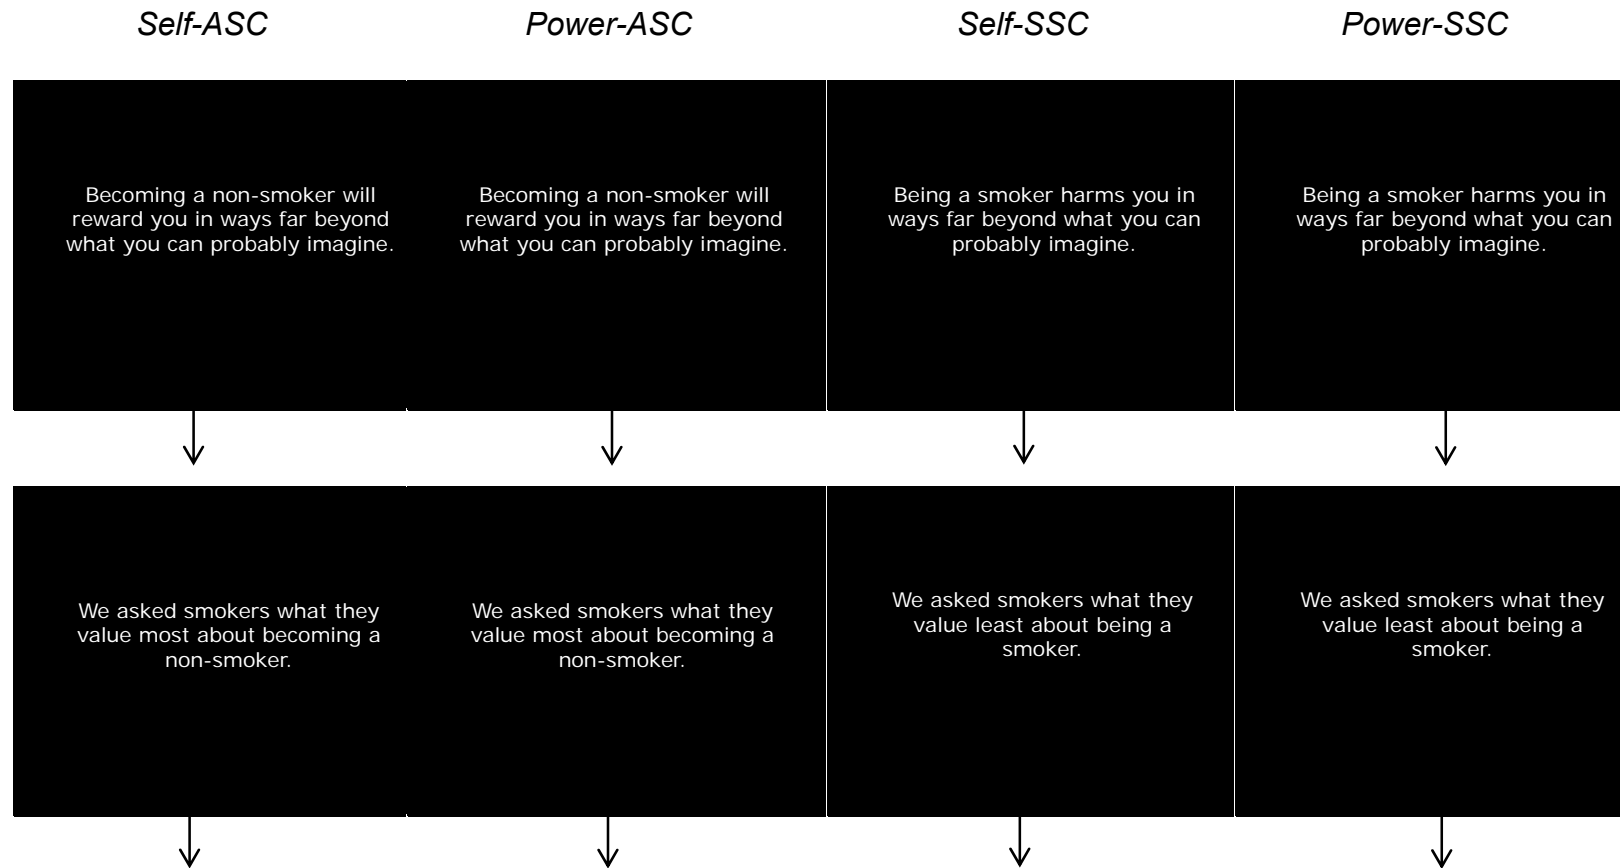 Self-ASC
Power-ASC
Self-SSC
Power-SSC
Becoming a non-smoker will
reward you in ways far beyond
what you can probably imagine.
Becoming a non-smoker will
reward you in ways far beyond
what you can probably imagine.
Being a smoker harms you in
ways far beyond what you can
probably imagine.
Being a smoker harms you in
ways far beyond what you can
probably imagine.
We asked smokers what they
value most about becoming a
non-smoker.
We asked smokers what they
value most about becoming a
non-smoker.
We asked smokers what they
value least about being a
smoker.
We asked smokers what they
value least about being a
smoker.